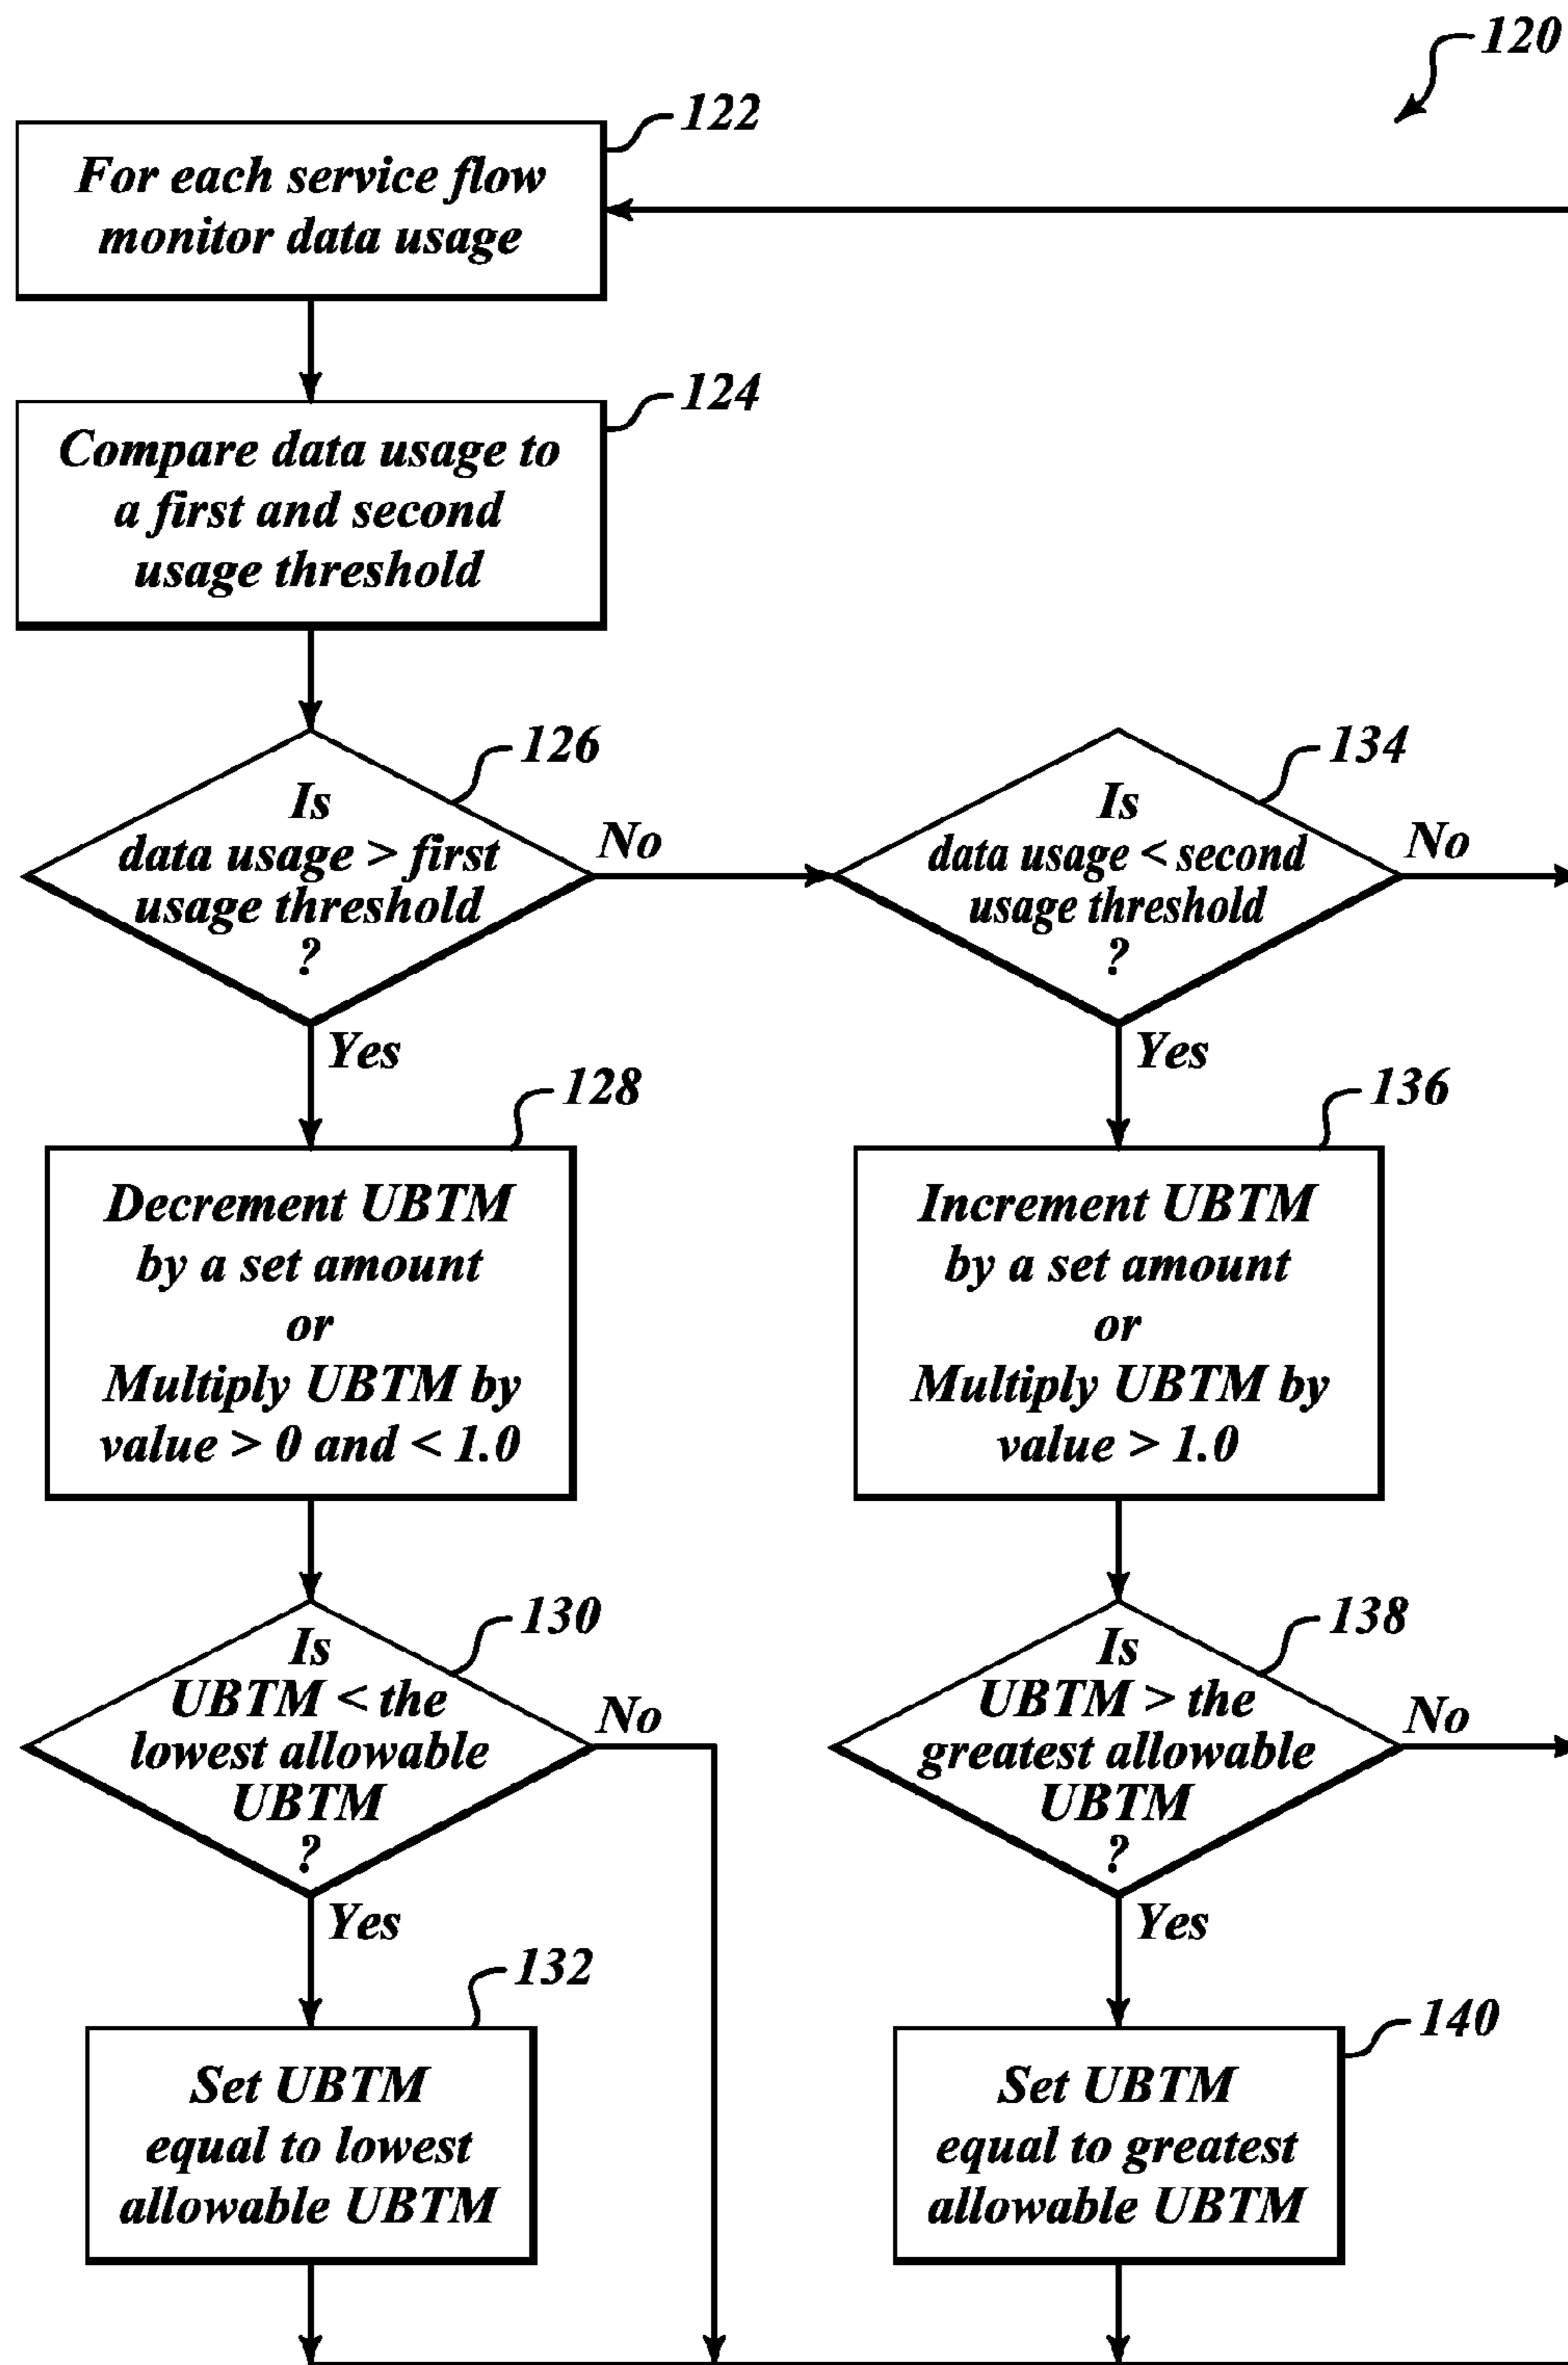 120
122
For each service flow
monitor data usage
124
Compare data usage to
a first and second
usage threshold
126
Is
data usage > first
usage threshold
?
No
Yes
134
Is
data usage < second
usage threshold
?
No
Yes
128
Decrement UBTM
by a set amount
or
Multiply UBTM by
value > 0 and < 1.0
136
Increment UBTM
by a set amount
or
Multiply UBTM by
value > 1.0
130
Is
UBTM < the
lowest allowable
UBTM
?
No
Yes
138
Is
UBTM > the
greatest allowable
UBTM
?
No
Yes
132
Set UBTM
equal to lowest
allowable UBTM
140
Set UBTM
equal to greatest
allowable UBTM